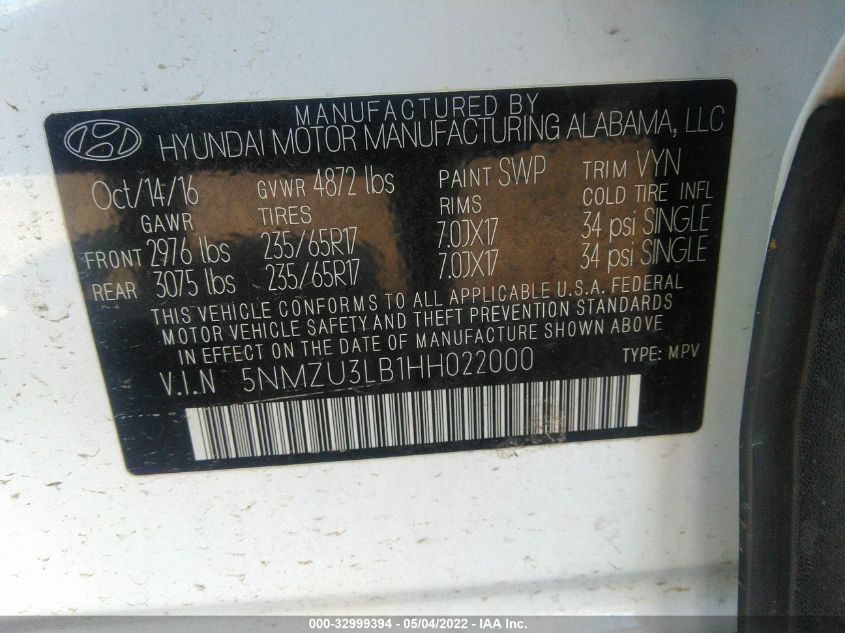 MANUFACTURED BY
HYUNDAI MOTOR MANUFACTURING ALABAMA, LLC
Oct/14/16 GVWR 4872 lbs PAINT SWP TRIM VYN
GAWR TIRES RIMS COLD TIRE INFL
FRONT 2976 lbs 235/65R17 7.0JX17 34 psi SINGLE
REAR 3075 lbs 235/65R17 7.0JX17 34 psi SINGLE
THIS VEHICLE CONFORMS TO ALL APPLICABLE U.S.A. FEDERAL
MOTOR VEHICLE SAFETY AND THEFT PREVENTION STANDARDS
IN EFFECT ON THE DATE OF MANUFACTURE SHOWN ABOVE
V.I.N 5NMZU3LB1HH022000 TYPE: MPV
000-32999394 - 05/04/2022 - IAA Inc.